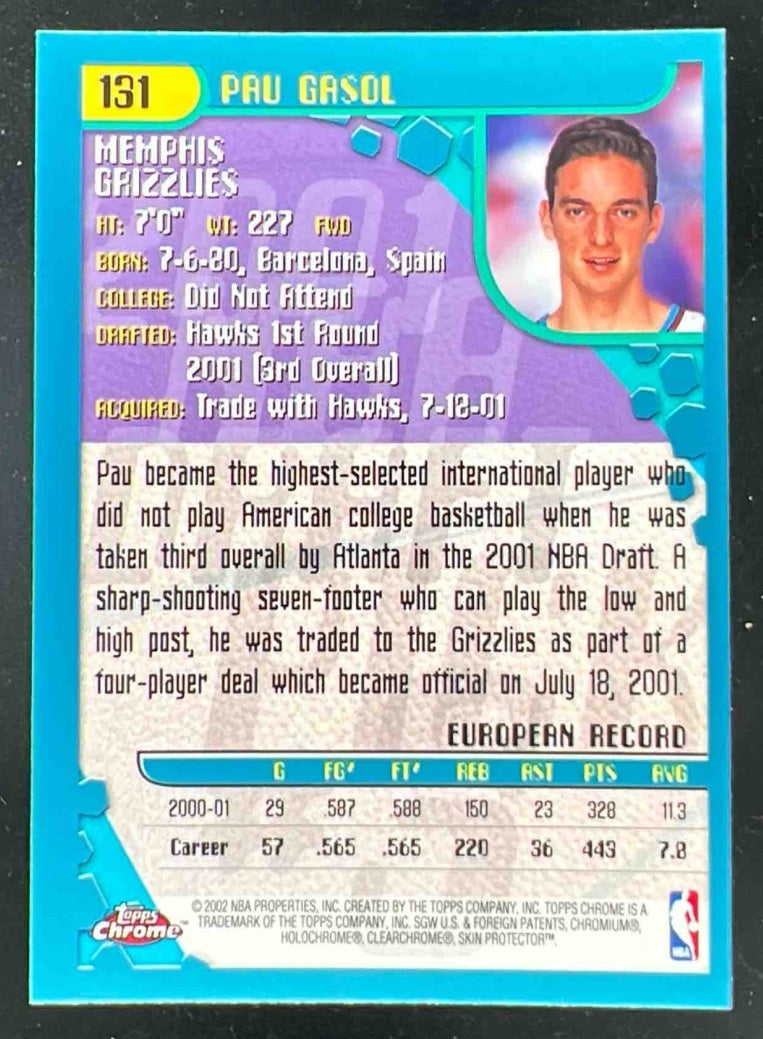 131 PAU GASOL
MEMPHIS
GRIZZLIES
HT: 7'0" WT: 227 FWD
BORN: 7-6-80, Barcelona, Spain
COLLEGE: Did Not Attend
DRAFTED: Hawks 1st Round
2001 (3rd Overall)
ACQUIRED: Trade with Hawks, 7-18-01
Pau became the highest-selected international player who
did not play American college basketball when he was
taken third overall by Atlanta in the 2001 NBA Draft. A
sharp-shooting seven-footer who can play the low and
high post, he was traded to the Grizzlies as part of a
four-player deal which became official on July 18, 2001.
EUROPEAN RECORD
G FG% FT% REB AST PTS AVG
2000-01 29 .587 .588 150 23 328 11.3
Career 57 .565 .565 220 36 443 7.8
Topps
Chrome™
© 2002 NBA PROPERTIES, INC. CREATED BY THE TOPPS COMPANY, INC. TOPPS CHROME IS A
TRADEMARK OF THE TOPPS COMPANY, INC. SGW U.S. & FOREIGN PATENTS, CHROMIUM®,
HOLOCHROME®, CLEARCHROME®, SKIN PROTECTOR™.
NBA